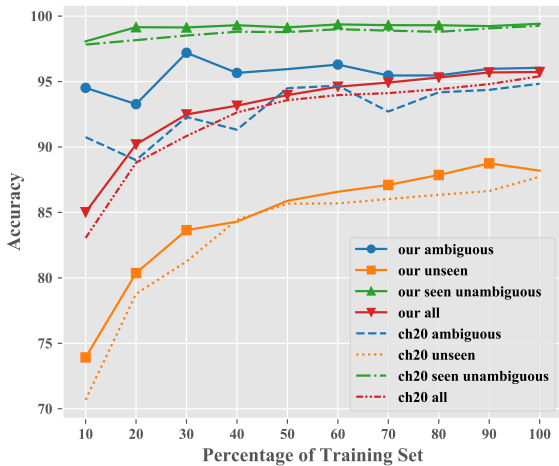 100
95
90
85
80
75
70
Accuracy
our ambiguous
our unseen
our seen unambiguous
our all
ch20 ambiguous
ch20 unseen
ch20 seen unambiguous
ch20 all
10 20 30 40 50 60 70 80 90 100
Percentage of Training Set